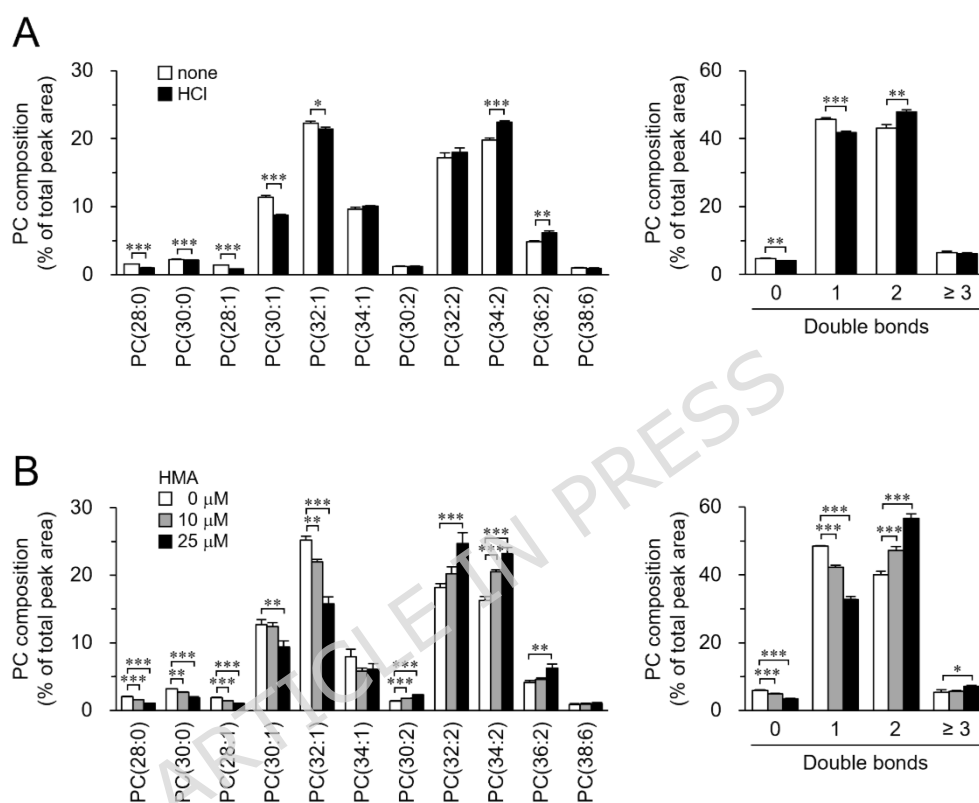 A
PC composition
(% of total peak area)
30
20
10
0
none
HCl
***
***
***
***
*
***
**
PC(28:0)
PC(30:0)
PC(28:1)
PC(30:1)
PC(32:1)
PC(34:1)
PC(30:2)
PC(32:2)
PC(34:2)
PC(36:2)
PC(38:6)
PC composition
(% of total peak area)
60
40
20
0
**
***
**
0 1 2 ≥ 3
Double bonds
B
PC composition
(% of total peak area)
30
20
10
0
HMA
0 μM
10 μM
25 μM
***
***
***
**
***
***
**
***
**
***
***
***
***
***
**
PC(28:0)
PC(30:0)
PC(28:1)
PC(30:1)
PC(32:1)
PC(34:1)
PC(30:2)
PC(32:2)
PC(34:2)
PC(36:2)
PC(38:6)
PC composition
(% of total peak area)
60
40
20
0
***
***
***
***
***
***
*
0 1 2 ≥ 3
Double bonds
ARTICLE IN PRESS